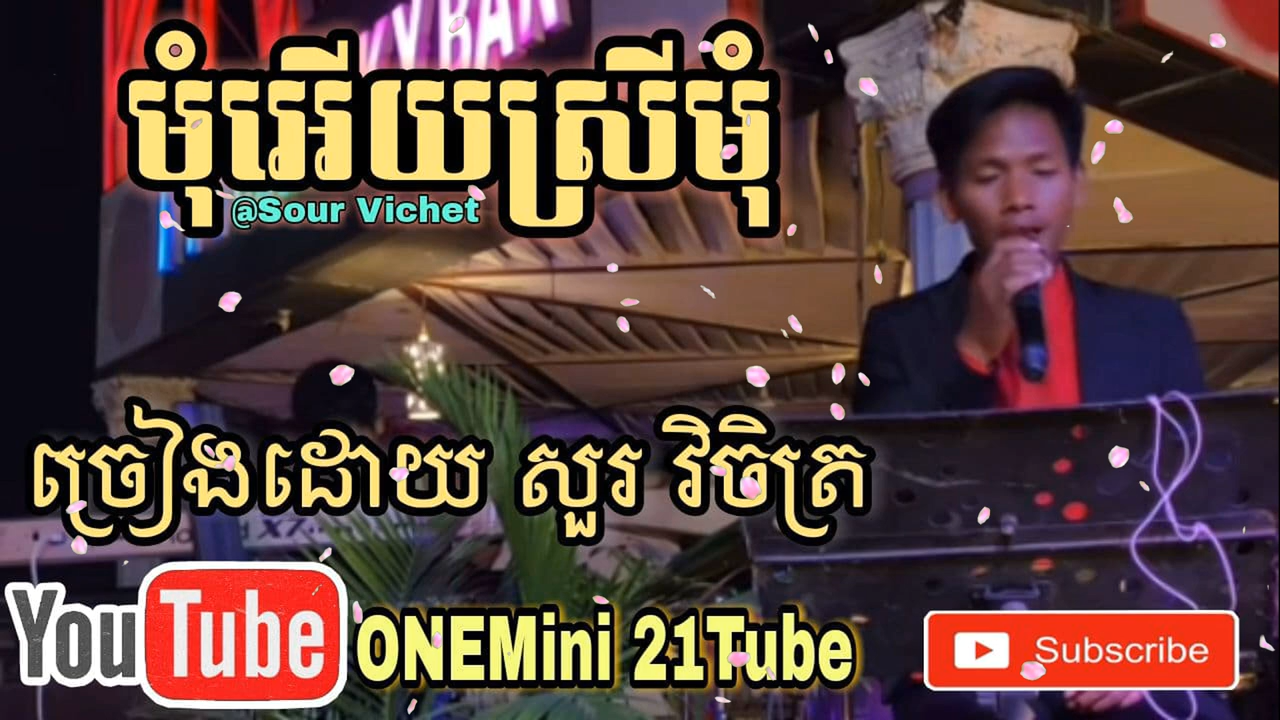 មុំអើយស្រីមុំ
@Sour Vichet
ច្រៀងដោយ សួរ វិចិត្រ
YouTube
ONEMini 21Tube
Subscribe